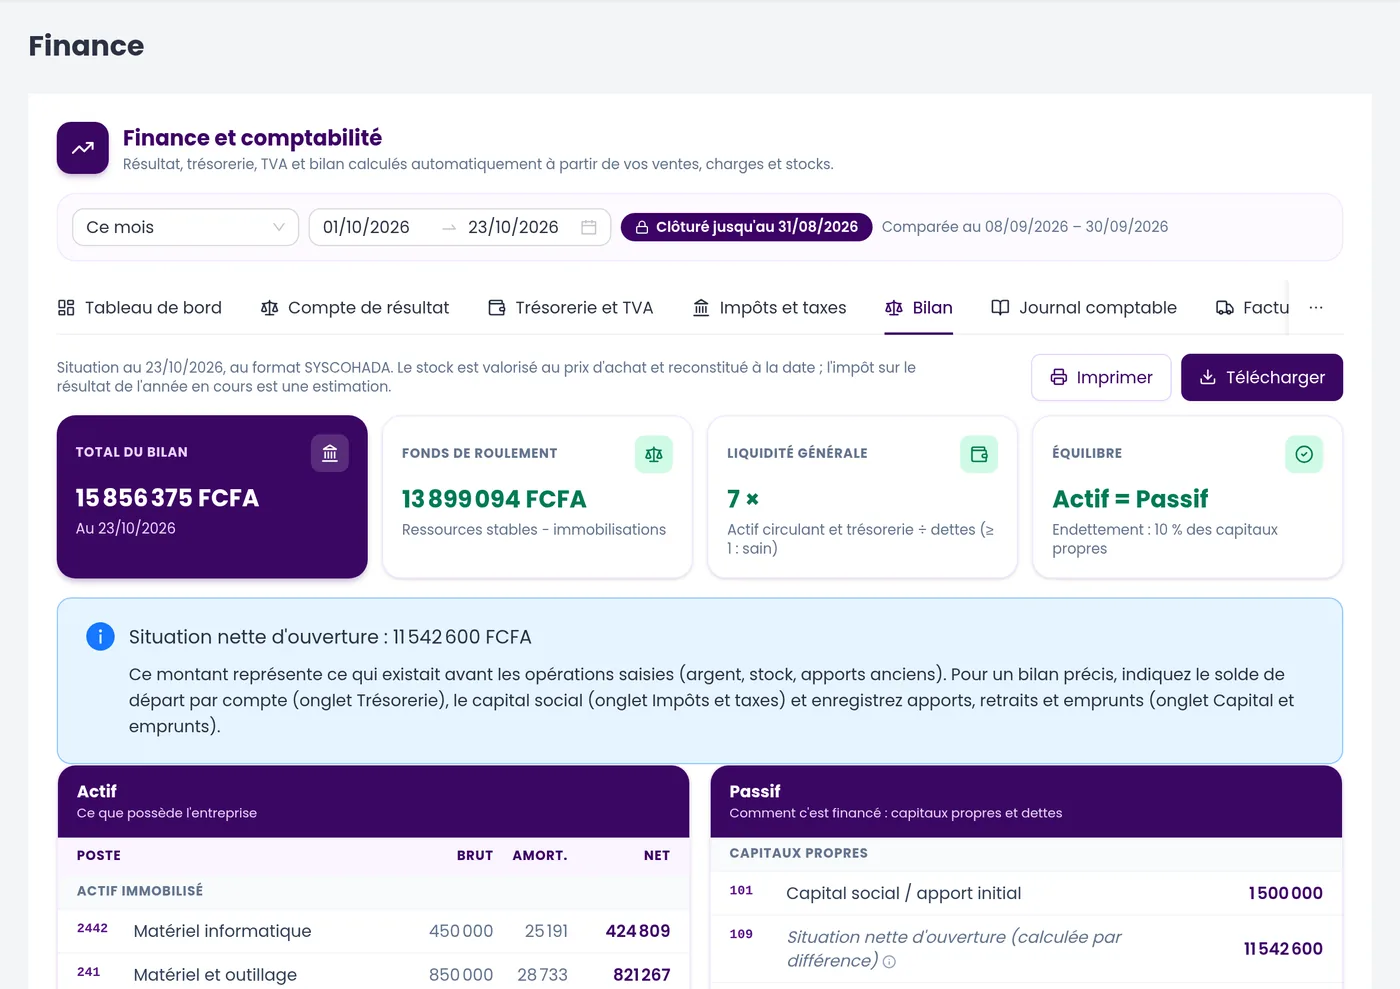 Finance
Finance et comptabilité
Résultat, trésorerie, TVA et bilan calculés automatiquement à partir de vos ventes, charges et stocks.
Ce mois
01/10/2026 → 23/10/2026
Clôturé jusqu'au 31/08/2026
Comparée au 08/09/2026 – 30/09/2026
Tableau de bord
Compte de résultat
Trésorerie et TVA
Impôts et taxes
Bilan
Journal comptable
Factu
···
Situation au 23/10/2026, au format SYSCOHADA. Le stock est valorisé au prix d'achat et reconstitué à la date ; l'impôt sur le
résultat de l'année en cours est une estimation.
Imprimer
Télécharger
TOTAL DU BILAN
15 856 375 FCFA
Au 23/10/2026
FONDS DE ROULEMENT
13 899 094 FCFA
Ressources stables - immobilisations
LIQUIDITÉ GÉNÉRALE
7 ×
Actif circulant et trésorerie ÷ dettes (≥
1 : sain)
ÉQUILIBRE
Actif = Passif
Endettement : 10 % des capitaux
propres
Situation nette d'ouverture : 11 542 600 FCFA
Ce montant représente ce qui existait avant les opérations saisies (argent, stock, apports anciens). Pour un bilan précis, indiquez le solde de
départ par compte (onglet Trésorerie), le capital social (onglet Impôts et taxes) et enregistrez apports, retraits et emprunts (onglet Capital et
emprunts).
Actif
Ce que possède l'entreprise
POSTE BRUT AMORT. NET
ACTIF IMMOBILISÉ
2442 Matériel informatique 450 000 25 191 424 809
241 Matériel et outillage 850 000 28 733 821 267
Passif
Comment c'est financé : capitaux propres et dettes
CAPITAUX PROPRES
101 Capital social / apport initial 1 500 000
109 Situation nette d'ouverture (calculée par
différence) 11 542 600